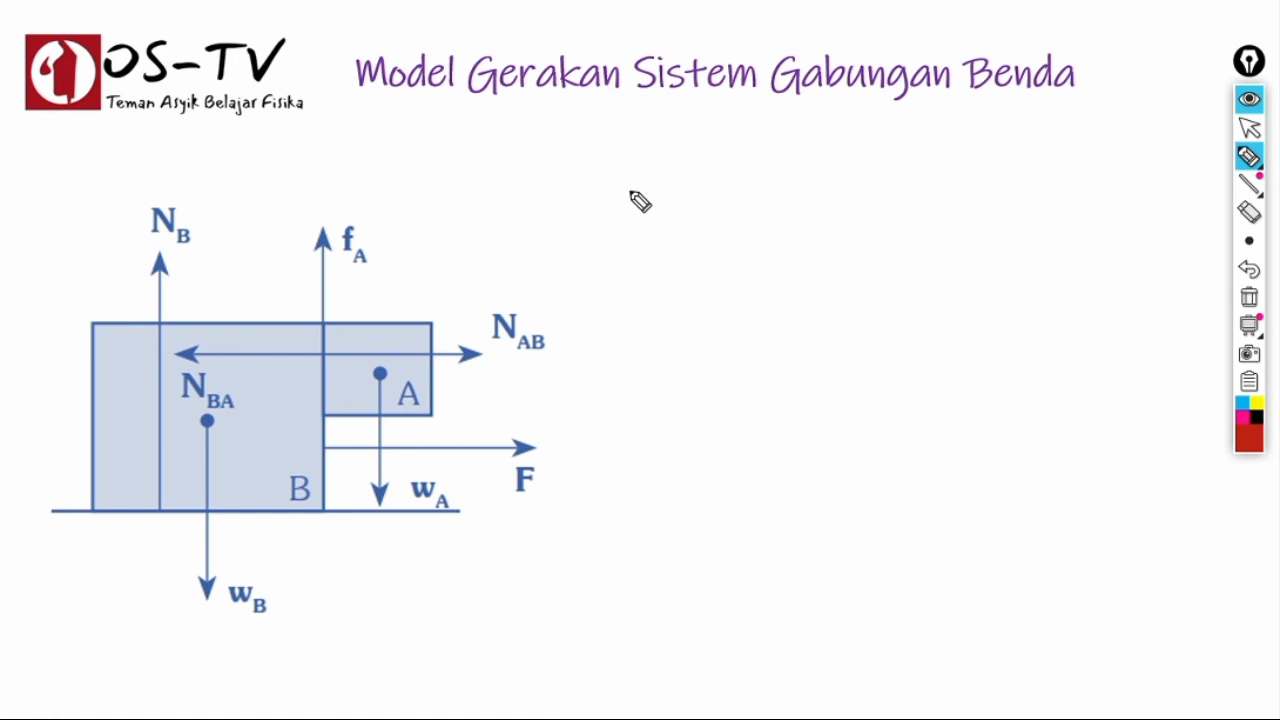 OS-TV
Teman Asyik Belajar Fisika
Model Gerakan Sistem Gabungan Benda
N_B
f_A
N_AB
N_BA
A
B
F
w_A
w_B